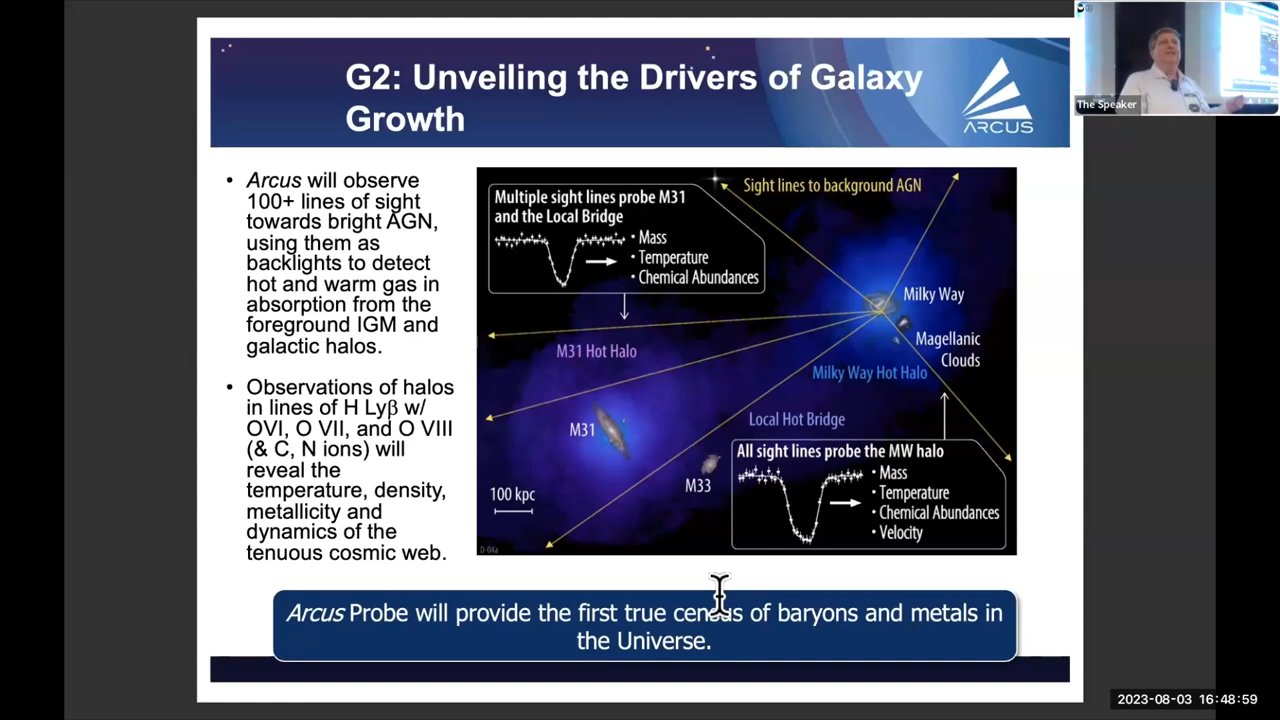 G2: Unveiling the Drivers of Galaxy
Growth
ARCUS
The Speaker
• Arcus will observe
100+ lines of sight
towards bright AGN,
using them as
backlights to detect
hot and warm gas in
absorption from the
foreground IGM and
galactic halos.
• Observations of halos
in lines of H Lyβ w/
OVI, O VII, and O VIII
(& C, N ions) will
reveal the
temperature, density,
metallicity and
dynamics of the
tenuous cosmic web.
Multiple sight lines probe M31
and the Local Bridge
• Mass
• Temperature
• Chemical Abundances
Sight lines to background AGN
Milky Way
Magellanic
Clouds
M31 Hot Halo
Milky Way Hot Halo
Local Hot Bridge
M31
M33
100 kpc
All sight lines probe the MW halo
• Mass
• Temperature
• Chemical Abundances
• Velocity
D-04a
Arcus Probe will provide the first true census of baryons and metals in
the Universe.
2023-08-03 16:48:59